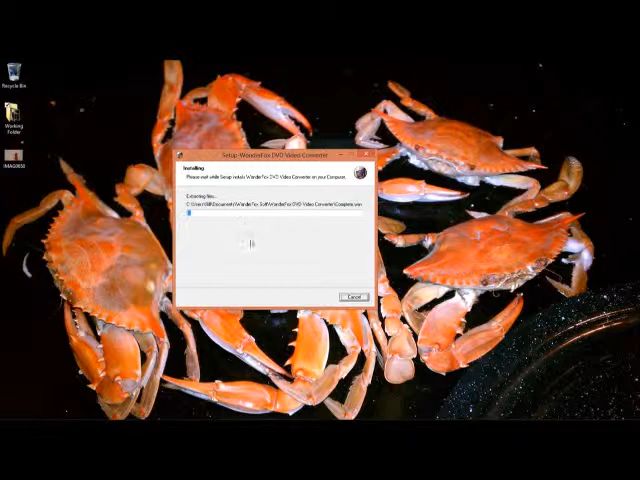 Recycle Bin
Working
Folder
IMAG0650
Setup - WonderFox DVD Video Converter
Installing
Please wait while Setup installs WonderFox DVD Video Converter on your computer.
Extracting files...
Cancel